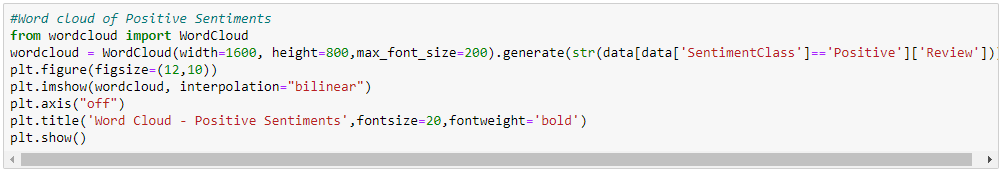 #Word cloud of Positive Sentiments
from wordcloud import WordCloud
wordcloud = WordCloud(width=1600, height=800,max_font_size=200).generate(str(data[data['SentimentClass']=='Positive']['Review']))
plt.figure(figsize=(12,10))
plt.imshow(wordcloud, interpolation="bilinear")
plt.axis("off")
plt.title('Word Cloud - Positive Sentiments',fontsize=20,fontweight='bold')
plt.show()